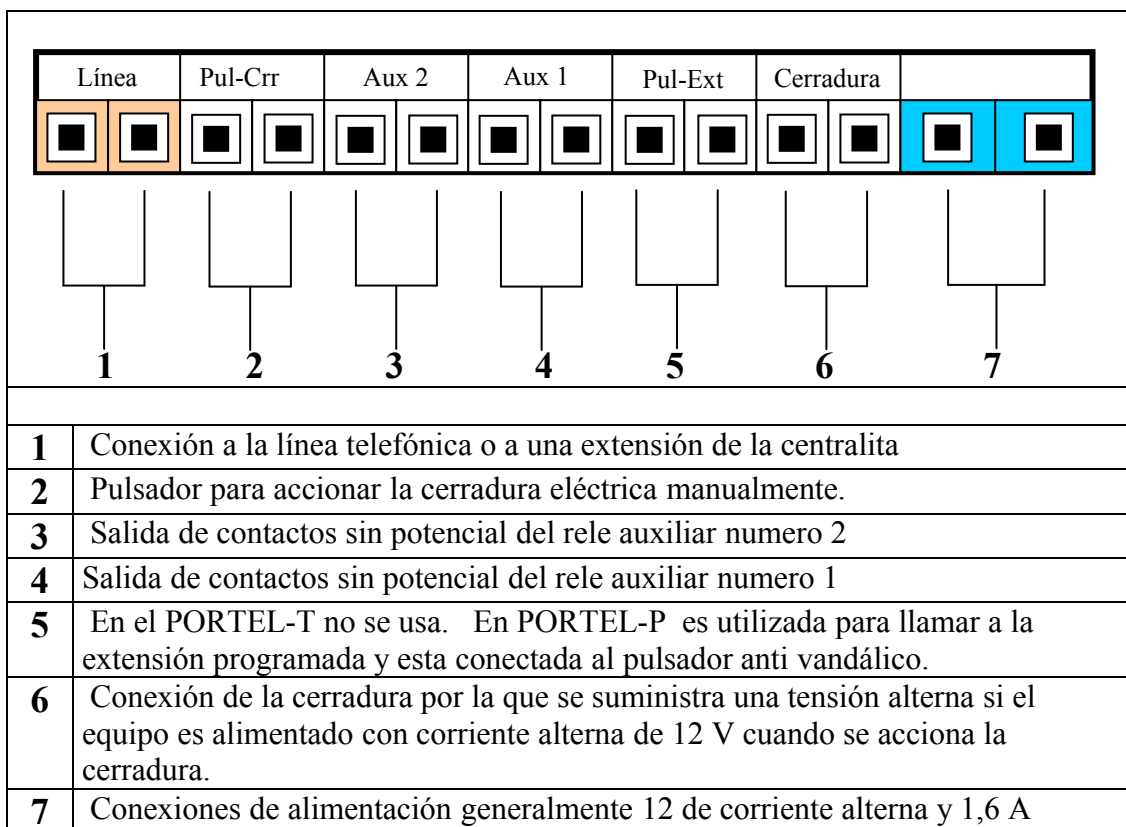 Línea Pul-Crr Aux 2 Aux 1 Pul-Ext Cerradura
1 2 3 4 5 6 7
1 Conexión a la línea telefónica o a una extensión de la centralita
2 Pulsador para accionar la cerradura eléctrica manualmente.
3 Salida de contactos sin potencial del rele auxiliar numero 2
4 Salida de contactos sin potencial del rele auxiliar numero 1
5 En el PORTEL-T no se usa. En PORTEL-P es utilizada para llamar a la
extensión programada y esta conectada al pulsador anti vandálico.
6 Conexión de la cerradura por la que se suministra una tensión alterna si el
equipo es alimentado con corriente alterna de 12 V cuando se acciona la
cerradura.
7 Conexiones de alimentación generalmente 12 de corriente alterna y 1,6 A